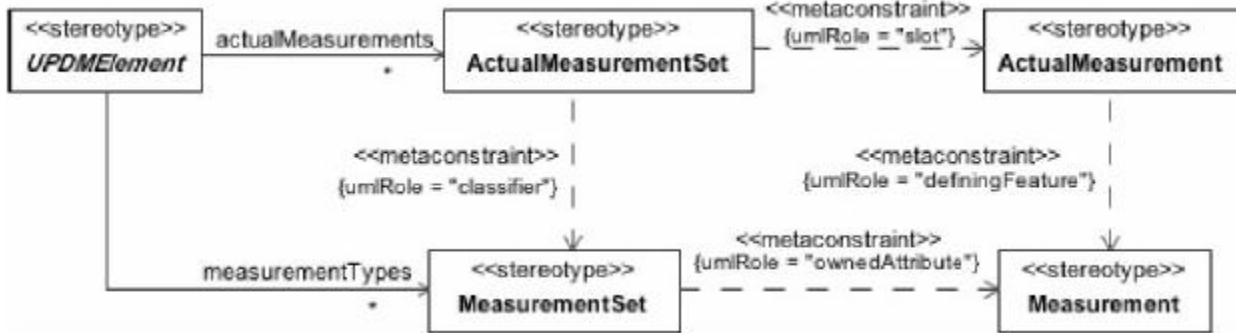 <<stereotype>>
UPDMElement
actualMeasurements
*
<<stereotype>>
ActualMeasurementSet
<<metaconstraint>>
{umlRole = "slot"}
<<stereotype>>
ActualMeasurement
<<metaconstraint>>
{umlRole = "classifier"}
<<metaconstraint>>
{umlRole = "definingFeature"}
measurementTypes
*
<<stereotype>>
MeasurementSet
<<metaconstraint>>
{umlRole = "ownedAttribute"}
<<stereotype>>
Measurement